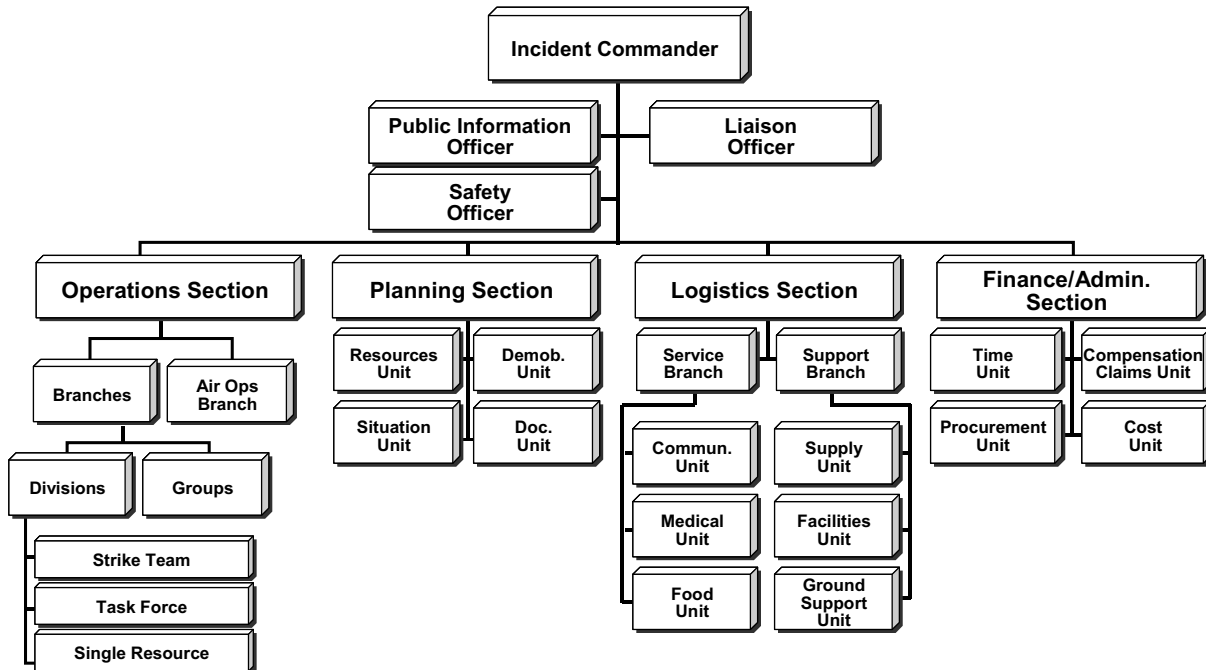 Incident Commander
Public Information
Officer
Liaison
Officer
Safety
Officer
Operations Section
Planning Section
Logistics Section
Finance/Admin.
Section
Branches
Air Ops
Branch
Resources
Unit
Demob.
Unit
Service
Branch
Support
Branch
Time
Unit
Compensation
Claims Unit
Situation
Unit
Doc.
Unit
Procurement
Unit
Cost
Unit
Divisions
Groups
Commun.
Unit
Supply
Unit
Medical
Unit
Facilities
Unit
Food
Unit
Ground
Support
Unit
Strike Team
Task Force
Single Resource